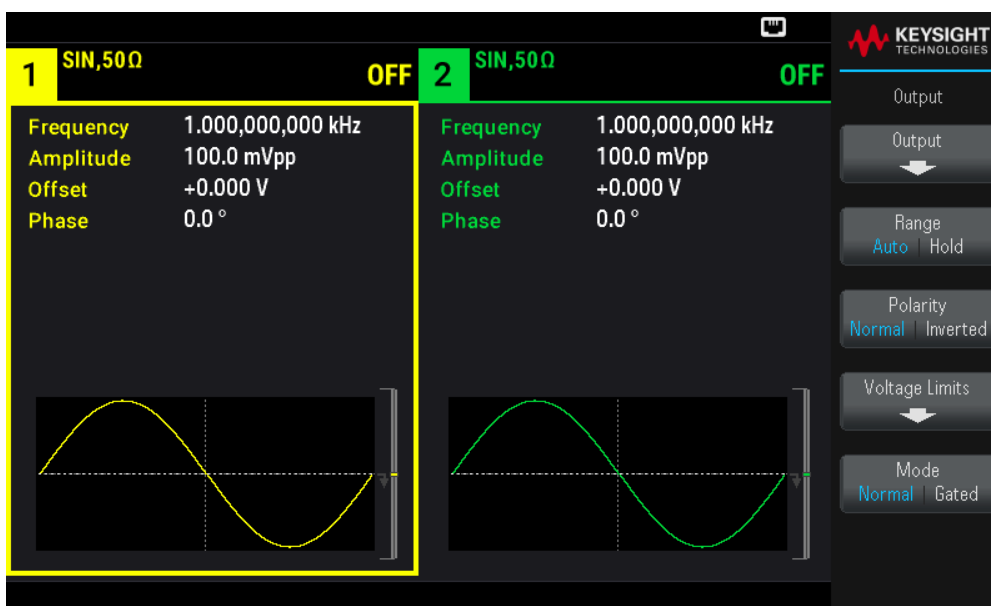 KEYSIGHT
TECHNOLOGIES
1 SIN,50Ω OFF
2 SIN,50Ω OFF
Frequency 1.000,000,000 kHz
Amplitude 100.0 mVpp
Offset +0.000 V
Phase 0.0 °
Frequency 1.000,000,000 kHz
Amplitude 100.0 mVpp
Offset +0.000 V
Phase 0.0 °
Output
Output
Range
Auto | Hold
Polarity
Normal | Inverted
Voltage Limits
Mode
Normal | Gated